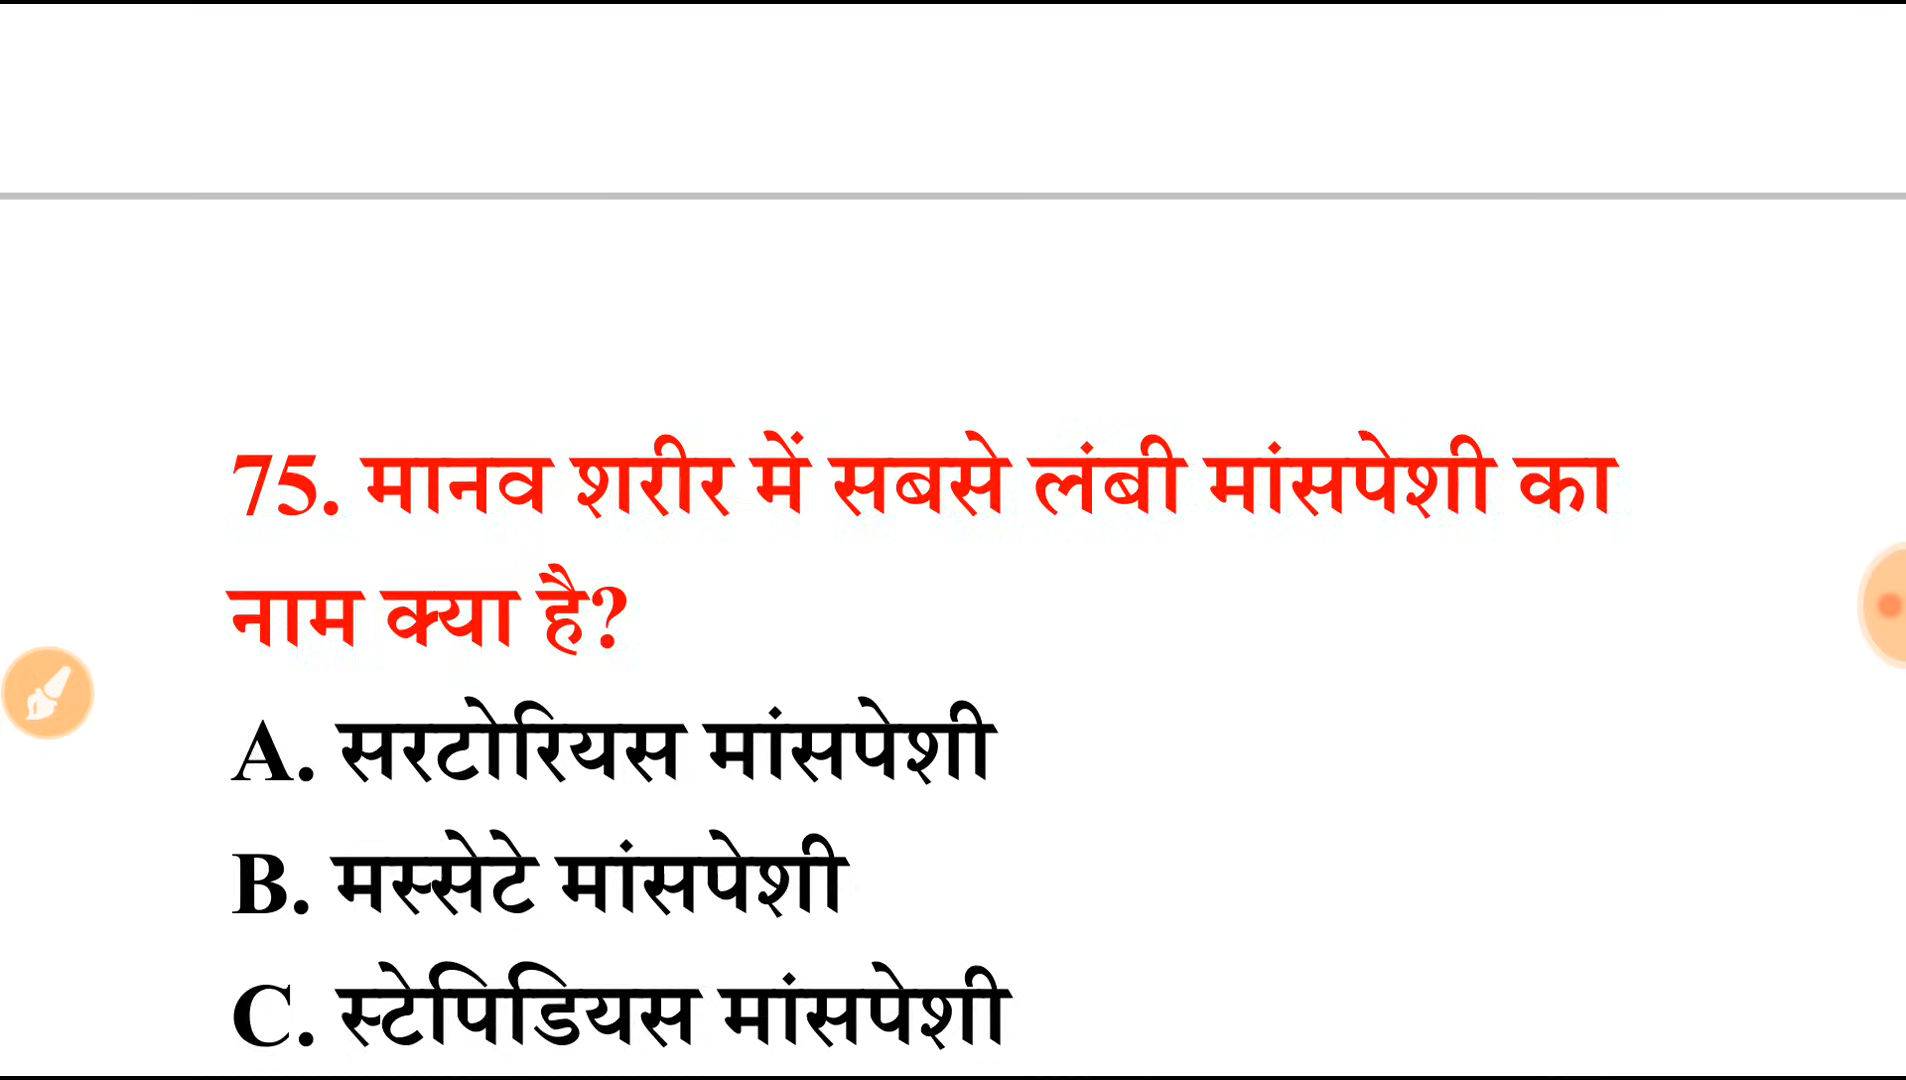 75. मानव शरीर में सबसे लंबी मांसपेशी का
नाम क्या है?
A. सरटोरियस मांसपेशी
B. मस्सेटे मांसपेशी
C. स्टेपिडियस मांसपेशी